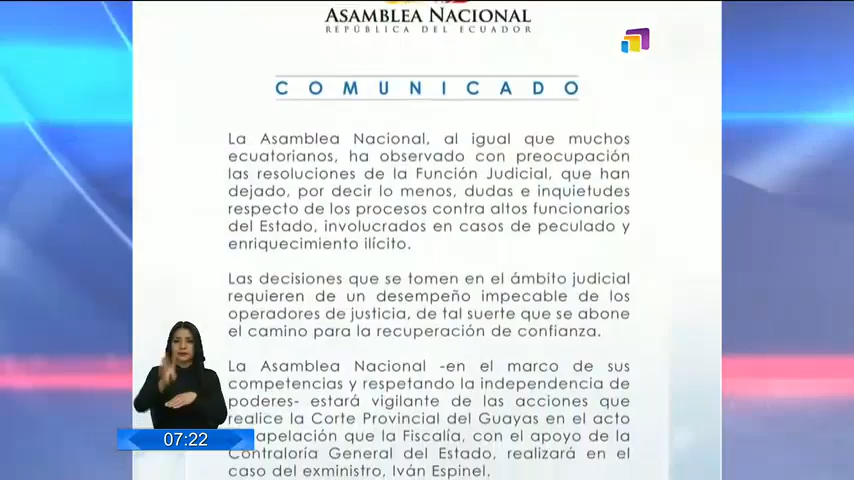 ASAMBLEA NACIONAL
REPÚBLICA DEL ECUADOR
COMUNICADO
La Asamblea Nacional, al igual que muchos
ecuatorianos, ha observado con preocupación
las resoluciones de la Función Judicial, que han
dejado, por decir lo menos, dudas e inquietudes
respecto de los procesos contra altos funcionarios
del Estado, involucrados en casos de peculado y
enriquecimiento ilícito.
Las decisiones que se tomen en el ámbito judicial
requieren de un desempeño impecable de los
operadores de justicia, de tal suerte que se abone
el camino para la recuperación de confianza.
La Asamblea Nacional -en el marco de sus
competencias y respetando la independencia de
poderes- estará vigilante de las acciones que
realice la Corte Provincial del Guayas en el acto
apelación que la Fiscalía, con el apoyo de la
Contraloría General del Estado, realizará en el
caso del exministro, Iván Espinel.
07:22